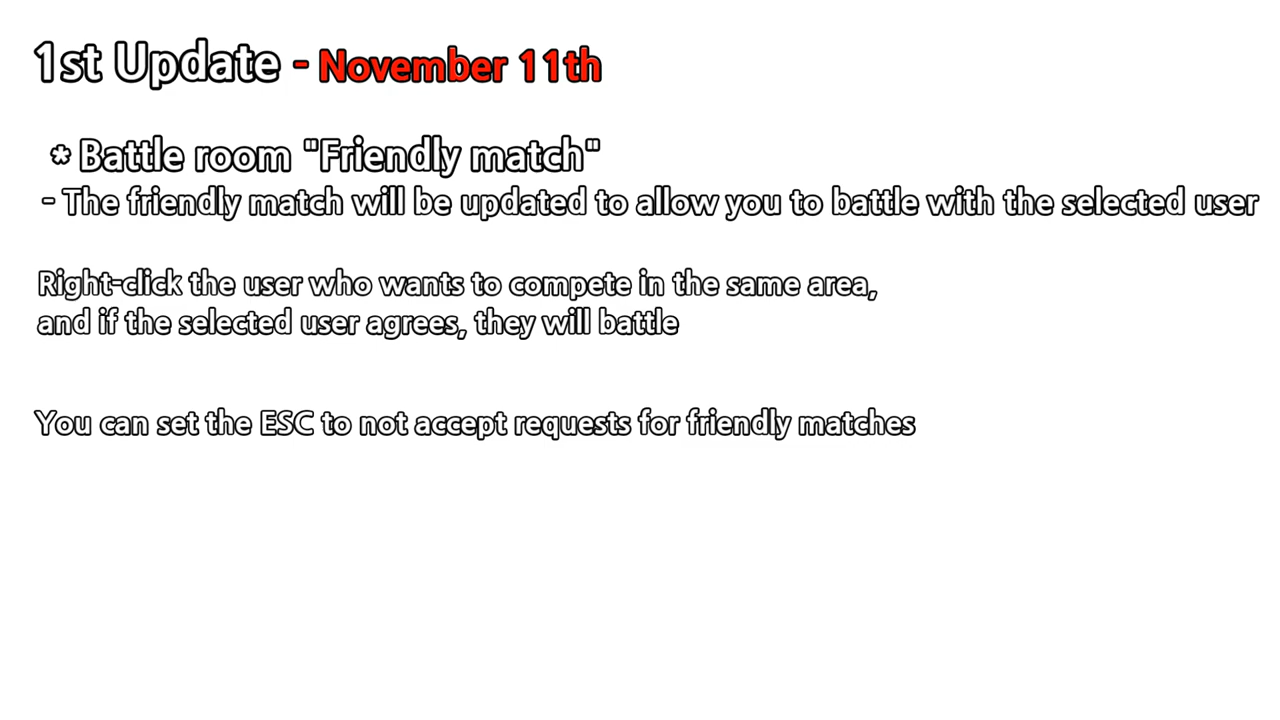 1st Update - November 11th
* Battle room "Friendly match"
- The friendly match will be updated to allow you to battle with the selected user
Right-click the user who wants to compete in the same area,
and if the selected user agrees, they will battle
You can set the ESC to not accept requests for friendly matches